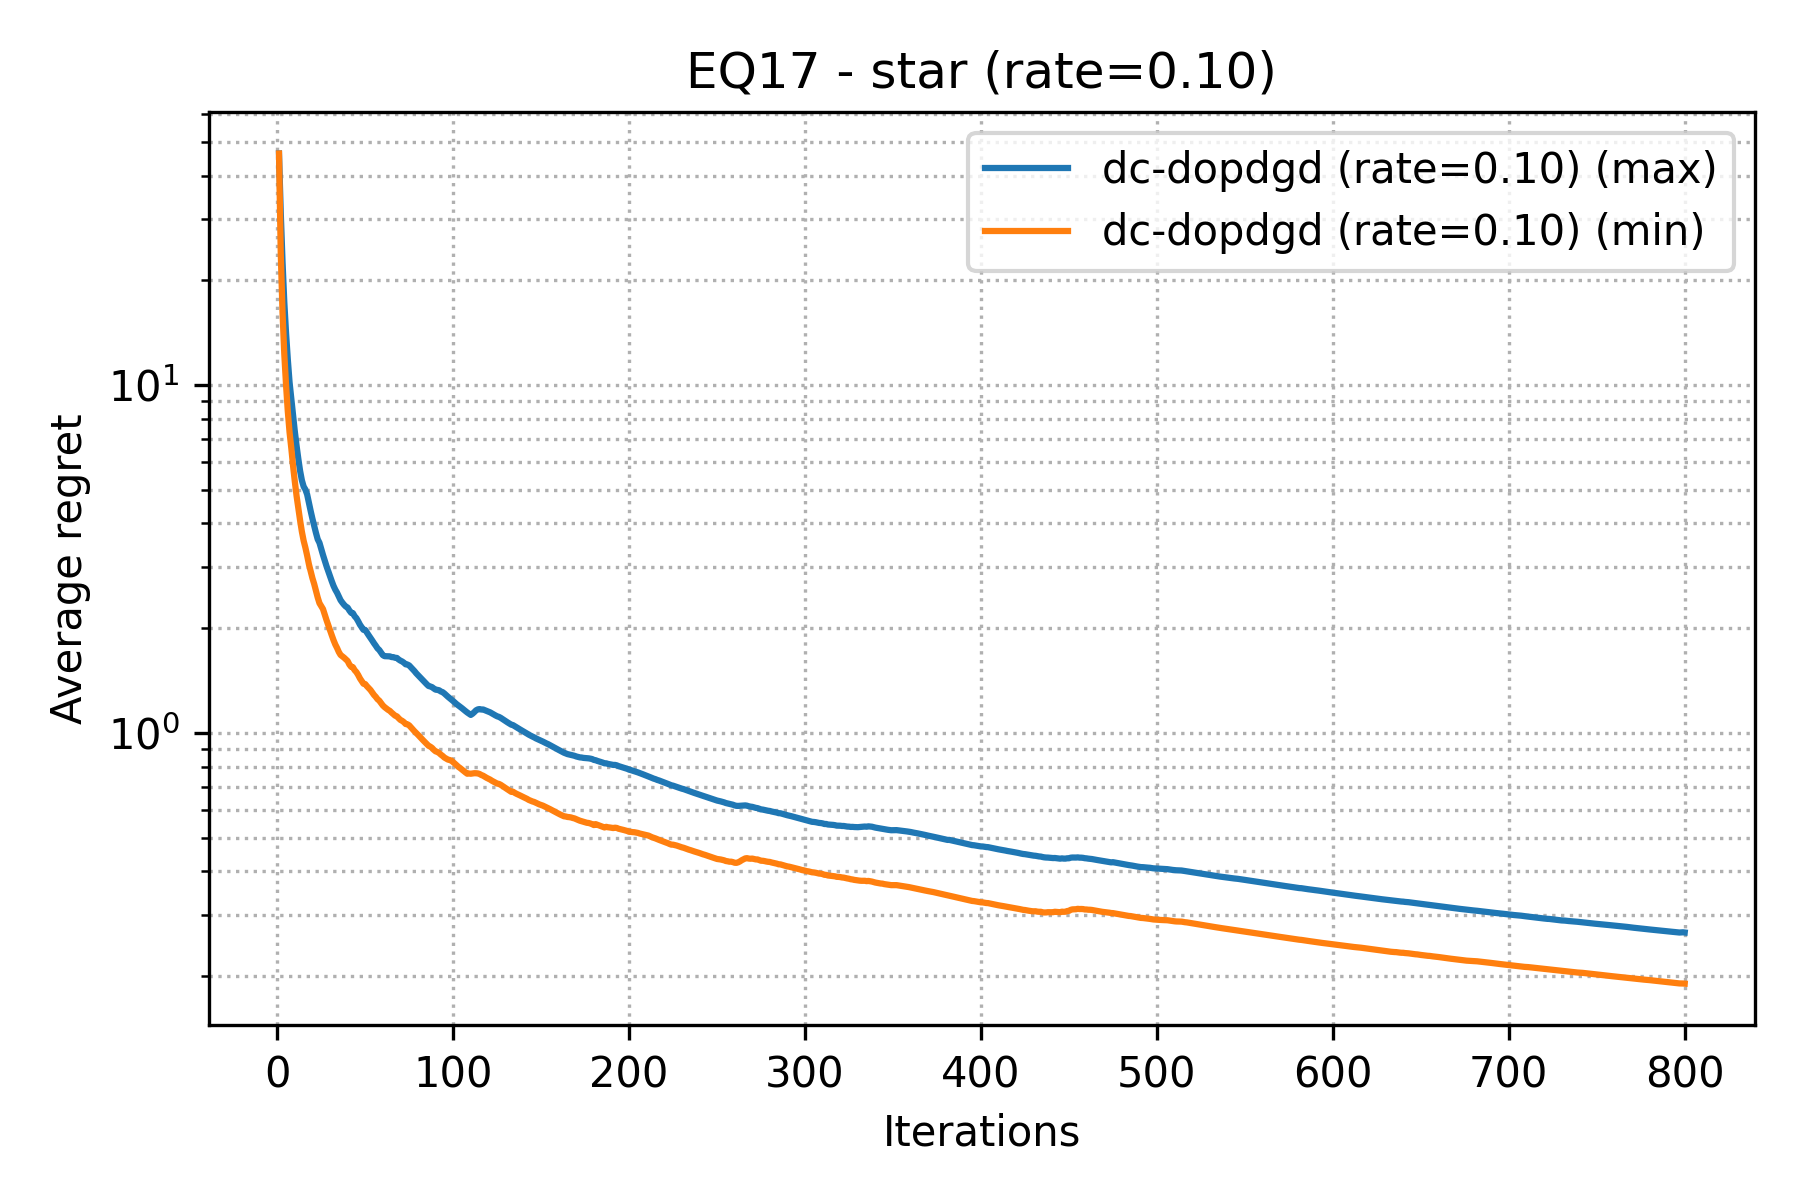 EQ17 - star (rate=0.10)
dc-dopdgd (rate=0.10) (max)
dc-dopdgd (rate=0.10) (min)
Average regret
10¹
10⁰
0 100 200 300 400 500 600 700 800
Iterations